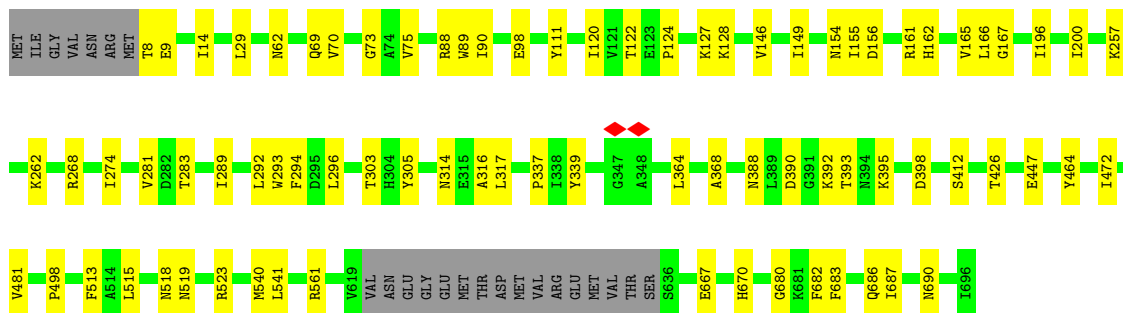 MET ILE GLY VAL ASN ARG MET T8 E9 I14 L29 N62 Q69 V70 G73 A74 V75 R88 W89 I90 E98 Y111 I120 V121 T122 E123 P124 K127 K128 V146 I149 N154 I155 D156 R161 H162 V165 L166 G167 I196 I200 K257
K262 R268 I274 V281 D282 T283 I289 L292 W293 F294 D295 L296 T303 H304 Y305 N314 E315 A316 L317 P337 I338 Y339 G347 A348 L364 A368 N388 L389 D390 G391 K392 T393 N394 K395 D398 S412 T426 E447 Y464 I472
V481 P498 F513 A514 L515 N518 N519 R523 M540 L541 R561 V619 VAL ASN GLU GLY GLU MET THR ASP MET VAL ARG GLU MET VAL THR SER S636 E667 H670 G680 K681 F682 F683 Q686 I687 N690 I696